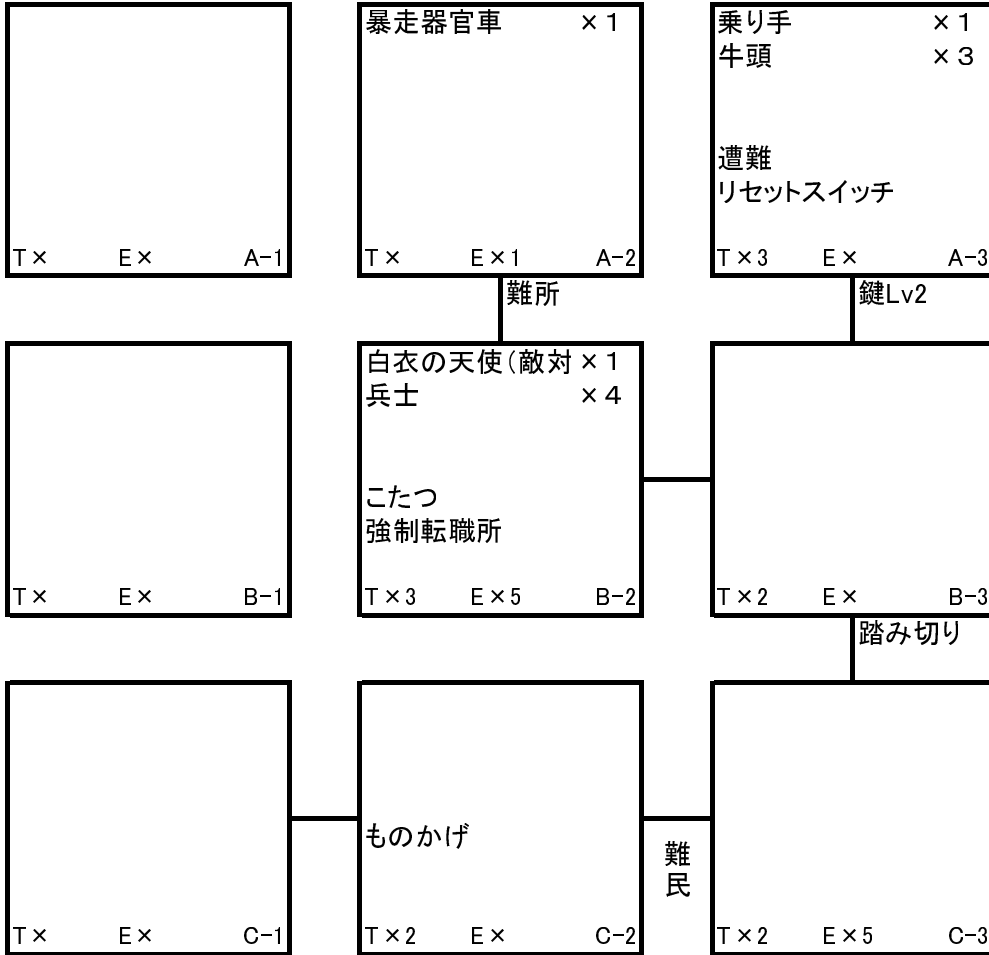 暴走器官車 ×1
乗り手 ×1
牛頭 ×3
遭難
リセットスイッチ
T× E× A-1
T× E×1 A-2
T×3 E× A-3
難所
鍵Lv2
白衣の天使(敵対 ×1
兵士 ×4
こたつ
強制転職所
T× E× B-1
T×3 E×5 B-2
T×2 E× B-3
踏み切り
ものかげ
難民
T× E× C-1
T×2 E× C-2
T×2 E×5 C-3